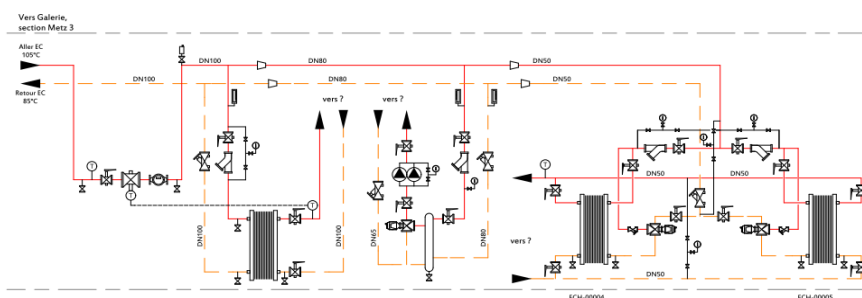 Vers Galerie,
section Metz 3
Aller EC
105°C
DN100
DN80
DN50
DN100
DN80
DN50
Retour EC
85°C
vers ?
vers ?
T
T
DN50
DN50
T
T
DN100
DN100
DN65
DN80
vers ?
DN50
ECH-00004
ECH-00005